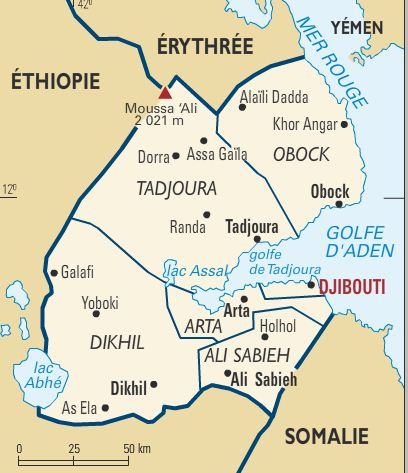 42°
ÉRYTHRÉE
YÉMEN
MER ROUGE
ÉTHIOPIE
Moussa 'Ali
2 021 m
Alaïli Dadda
Khor Angar
Dorra
Assa Gaïla
OBOCK
TADJOURA
12°
Obock
Randa
Tadjoura
GOLFE
D'ADEN
golfe
de Tadjoura
lac Assal
Galafi
DJIBOUTI
Yoboki
Arta
ARTA
Holhol
DIKHIL
ALI SABIEH
lac
Abhé
Dikhil
Ali Sabieh
As Ela
SOMALIE
0 25 50 km